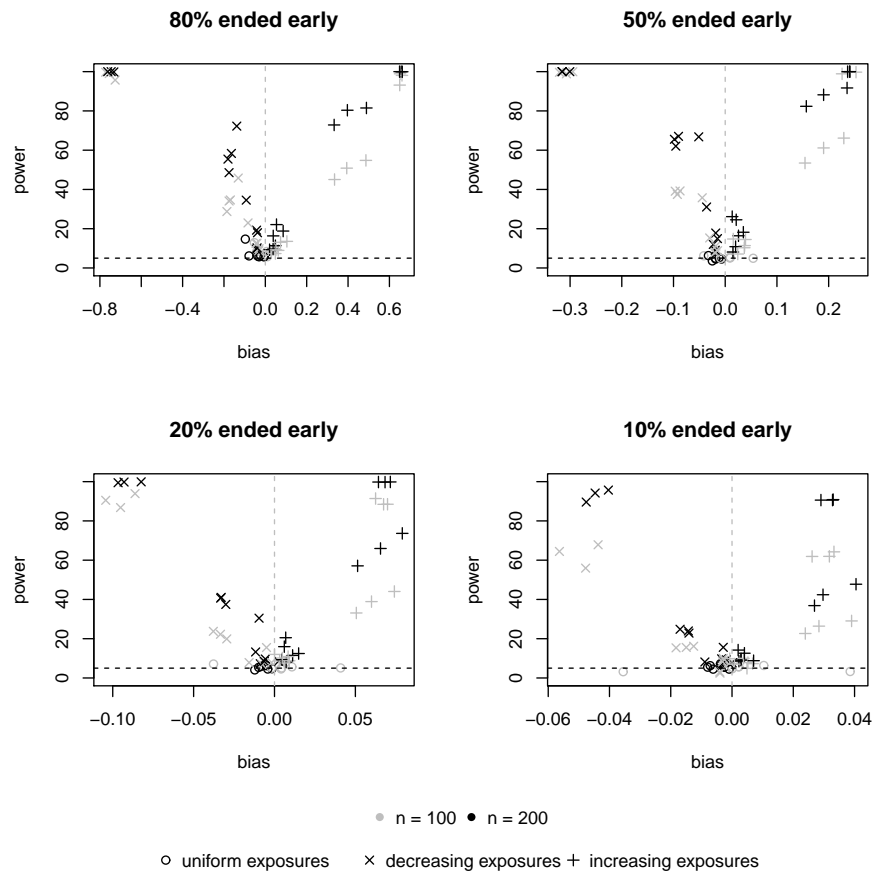 80% ended early
50% ended early
power
0 20 40 60 80
−0.8 −0.4 0.0 0.2 0.4 0.6
bias
power
0 20 40 60 80
−0.3 −0.2 −0.1 0.0 0.1 0.2
bias
20% ended early
10% ended early
power
0 20 40 60 80
−0.10 −0.05 0.00 0.05
bias
power
0 20 40 60 80
−0.06 −0.04 −0.02 0.00 0.02 0.04
bias
n = 100 n = 200
uniform exposures decreasing exposures increasing exposures